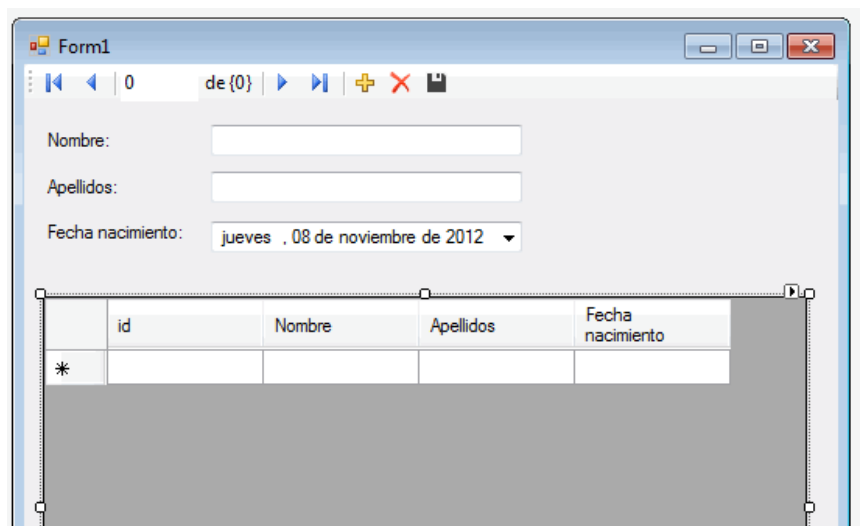 Form1
0 de {0}
Nombre:
Apellidos:
Fecha nacimiento:
jueves , 08 de noviembre de 2012
id Nombre Apellidos Fecha nacimiento